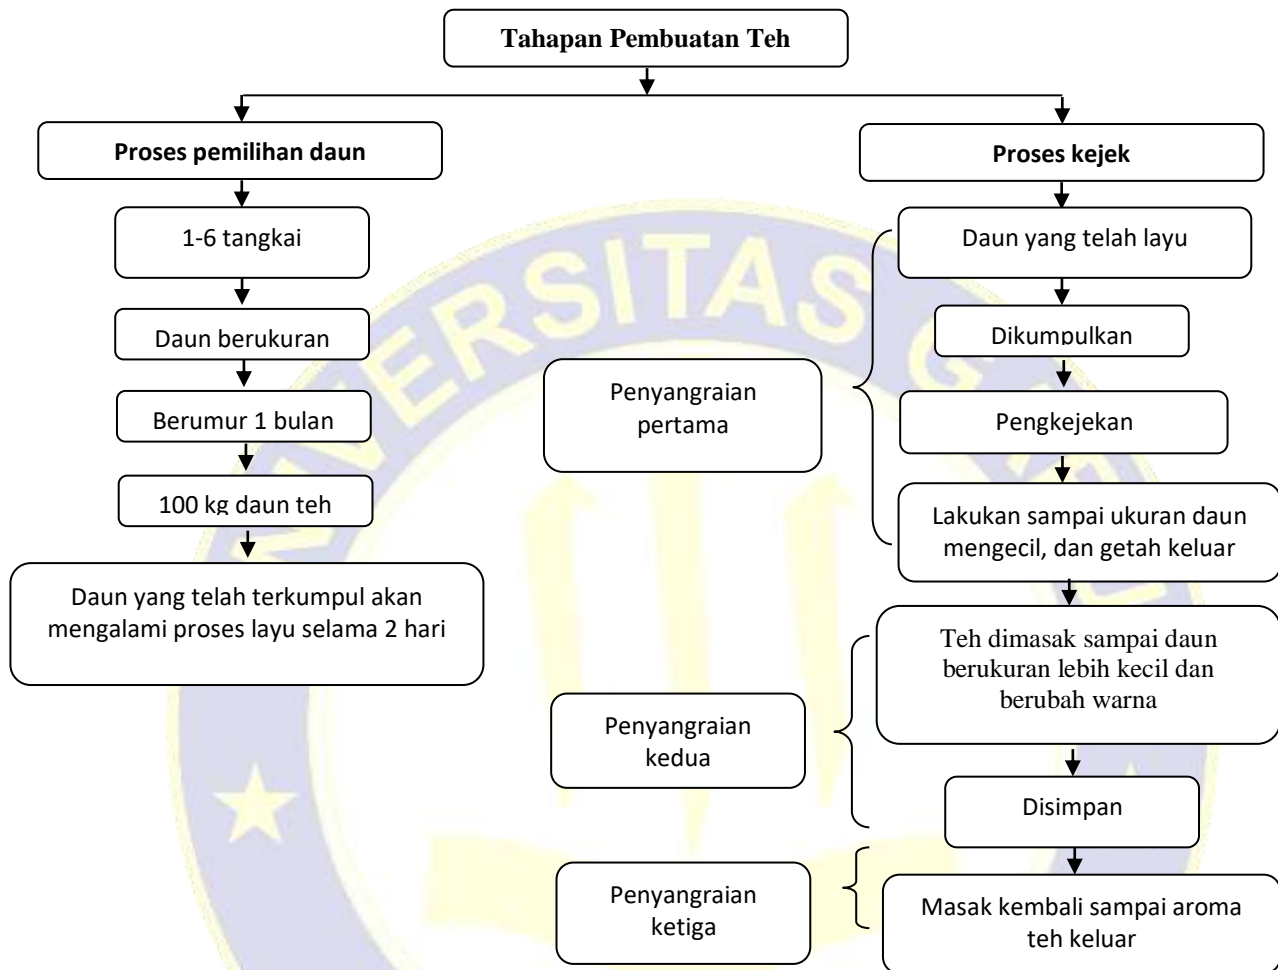 Tahapan Pembuatan Teh
Proses pemilihan daun
1-6 tangkai
Daun berukuran
Berumur 1 bulan
100 kg daun teh
Daun yang telah terkumpul akan
mengalami proses layu selama 2 hari
Proses kejek
Penyangraian
pertama
Daun yang telah layu
Dikumpulkan
Pengkejekan
Lakukan sampai ukuran daun
mengecil, dan getah keluar
Penyangraian
kedua
Teh dimasak sampai daun
berukuran lebih kecil dan
berubah warna
Disimpan
Penyangraian
ketiga
Masak kembali sampai aroma
teh keluar